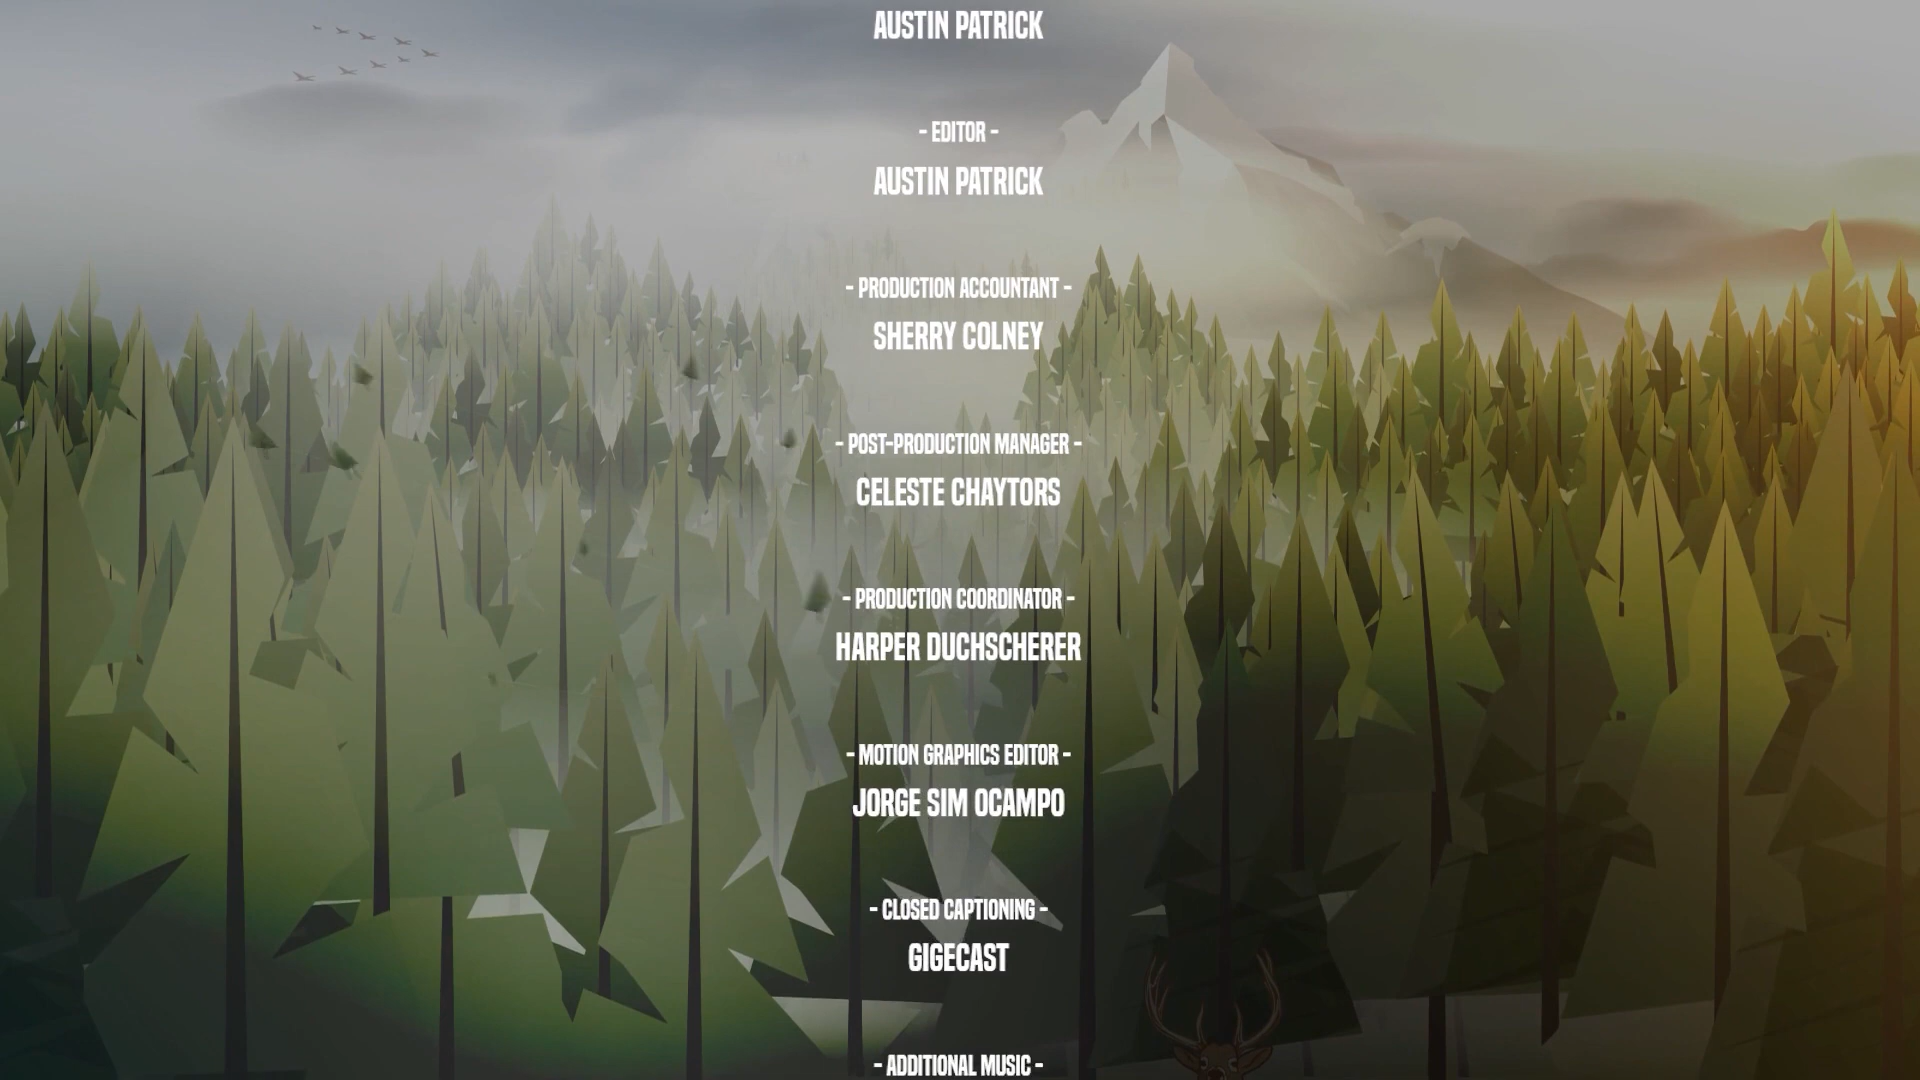 AUSTIN PATRICK
- EDITOR -
AUSTIN PATRICK
- PRODUCTION ACCOUNTANT -
SHERRY COLNEY
- POST-PRODUCTION MANAGER -
CELESTE CHAYTORS
- PRODUCTION COORDINATOR -
HARPER DUCHSCHERER
- MOTION GRAPHICS EDITOR -
JORGE SIM OCAMPO
- CLOSED CAPTIONING -
GIGECAST
- ADDITIONAL MUSIC -